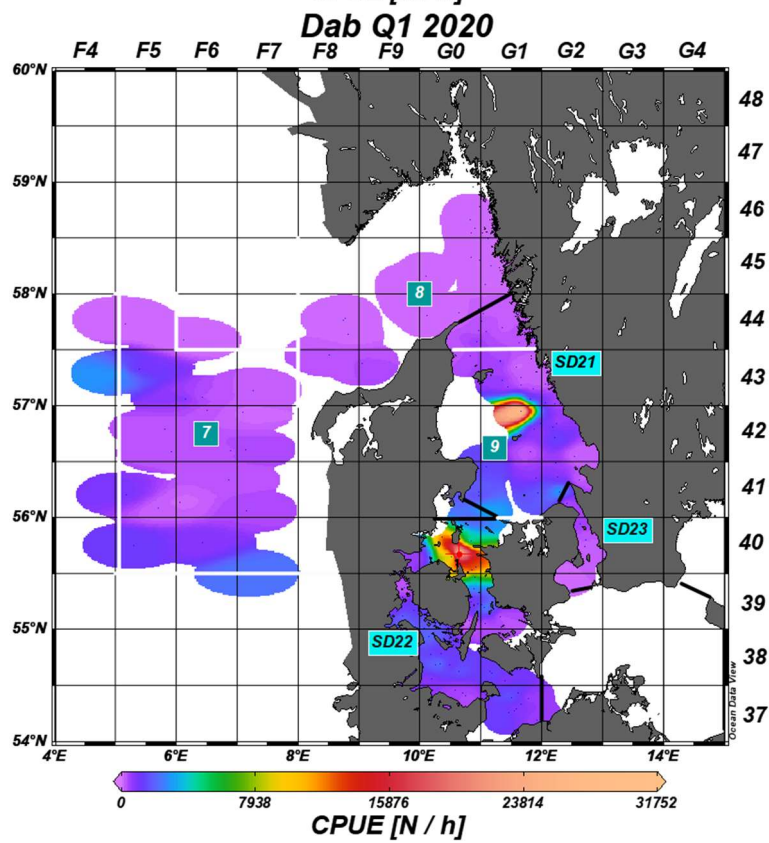 Dab Q1 2020
F4 F5 F6 F7 F8 F9 G0 G1 G2 G3 G4
60°N
48
47
59°N
46
45
8
58°N
44
SD21
43
57°N
7
9
42
41
56°N
SD23
40
39
55°N
SD22
38
37
54°N
4°E 6°E 8°E 10°E 12°E 14°E
Ocean Data View
0 7938 15876 23814 31752
CPUE [N / h]